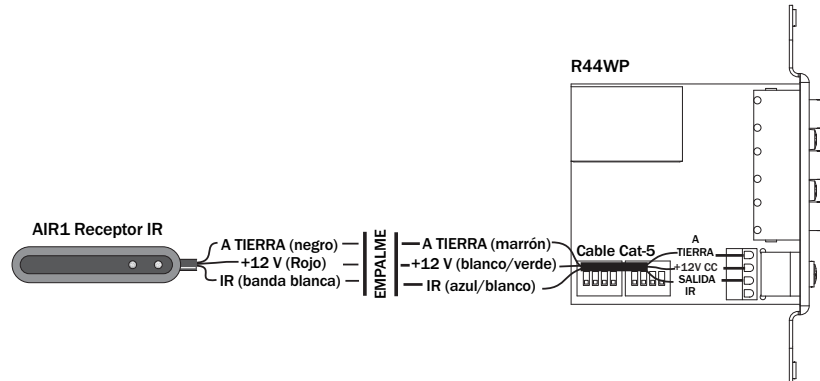 R44WP
AIR1 Receptor IR
A TIERRA (negro)
+12 V (Rojo)
IR (banda blanca)
EMPALME
A TIERRA (marrón)
+12 V (blanco/verde)
IR (azul/blanco)
Cable Cat-5
A
TIERRA
+12V CC
SALIDA
IR